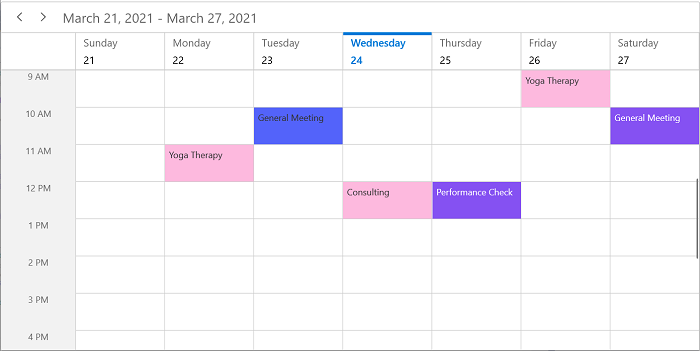 March 21, 2021 - March 27, 2021
Sunday Monday Tuesday Wednesday Thursday Friday Saturday
21 22 23 24 25 26 27
9 AM Yoga Therapy
10 AM General Meeting General Meeting
11 AM Yoga Therapy
12 PM Consulting Performance Check
1 PM
2 PM
3 PM
4 PM